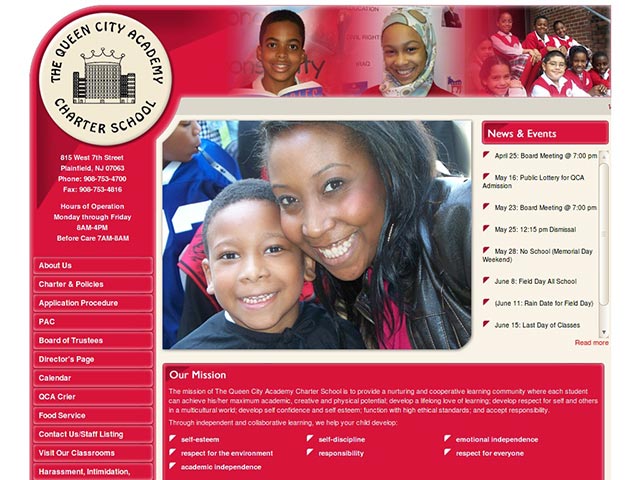 THE QUEEN CITY ACADEMY
CHARTER SCHOOL
815 West 7th Street
Plainfield, NJ 07063
Phone: 908-753-4700
Fax: 908-753-4816
Hours of Operation
Monday through Friday
8AM-4PM
Before Care 7AM-8AM
About Us
Charter & Policies
Application Procedure
PAC
Board of Trustees
Director's Page
Calendar
QCA Crier
Food Service
Contact Us/Staff Listing
Visit Our Classrooms
Harassment, Intimidation,
EDUCATION
CIVIL RIGHTS
IRAQ
News & Events
April 25: Board Meeting @ 7:00 pm
May 16: Public Lottery for QCA
Admission
May 23: Board Meeting @ 7:00 pm
May 25: 12:15 pm Dismissal
May 28: No School (Memorial Day
Weekend)
June 8: Field Day All School
(June 11: Rain Date for Field Day)
June 15: Last Day of Classes
Read more
Our Mission
The mission of The Queen City Academy Charter School is to provide a nurturing and cooperative learning community where each student
can achieve his/her maximum academic, creative and physical potential; develop a lifelong love of learning; develop respect for self and others
in a multicultural world; develop self confidence and self esteem; function with high ethical standards; and accept responsibility.
Through independent and collaborative learning, we help your child develop:
self-esteem
self-discipline
emotional independence
respect for the environment
responsibility
respect for everyone
academic independence